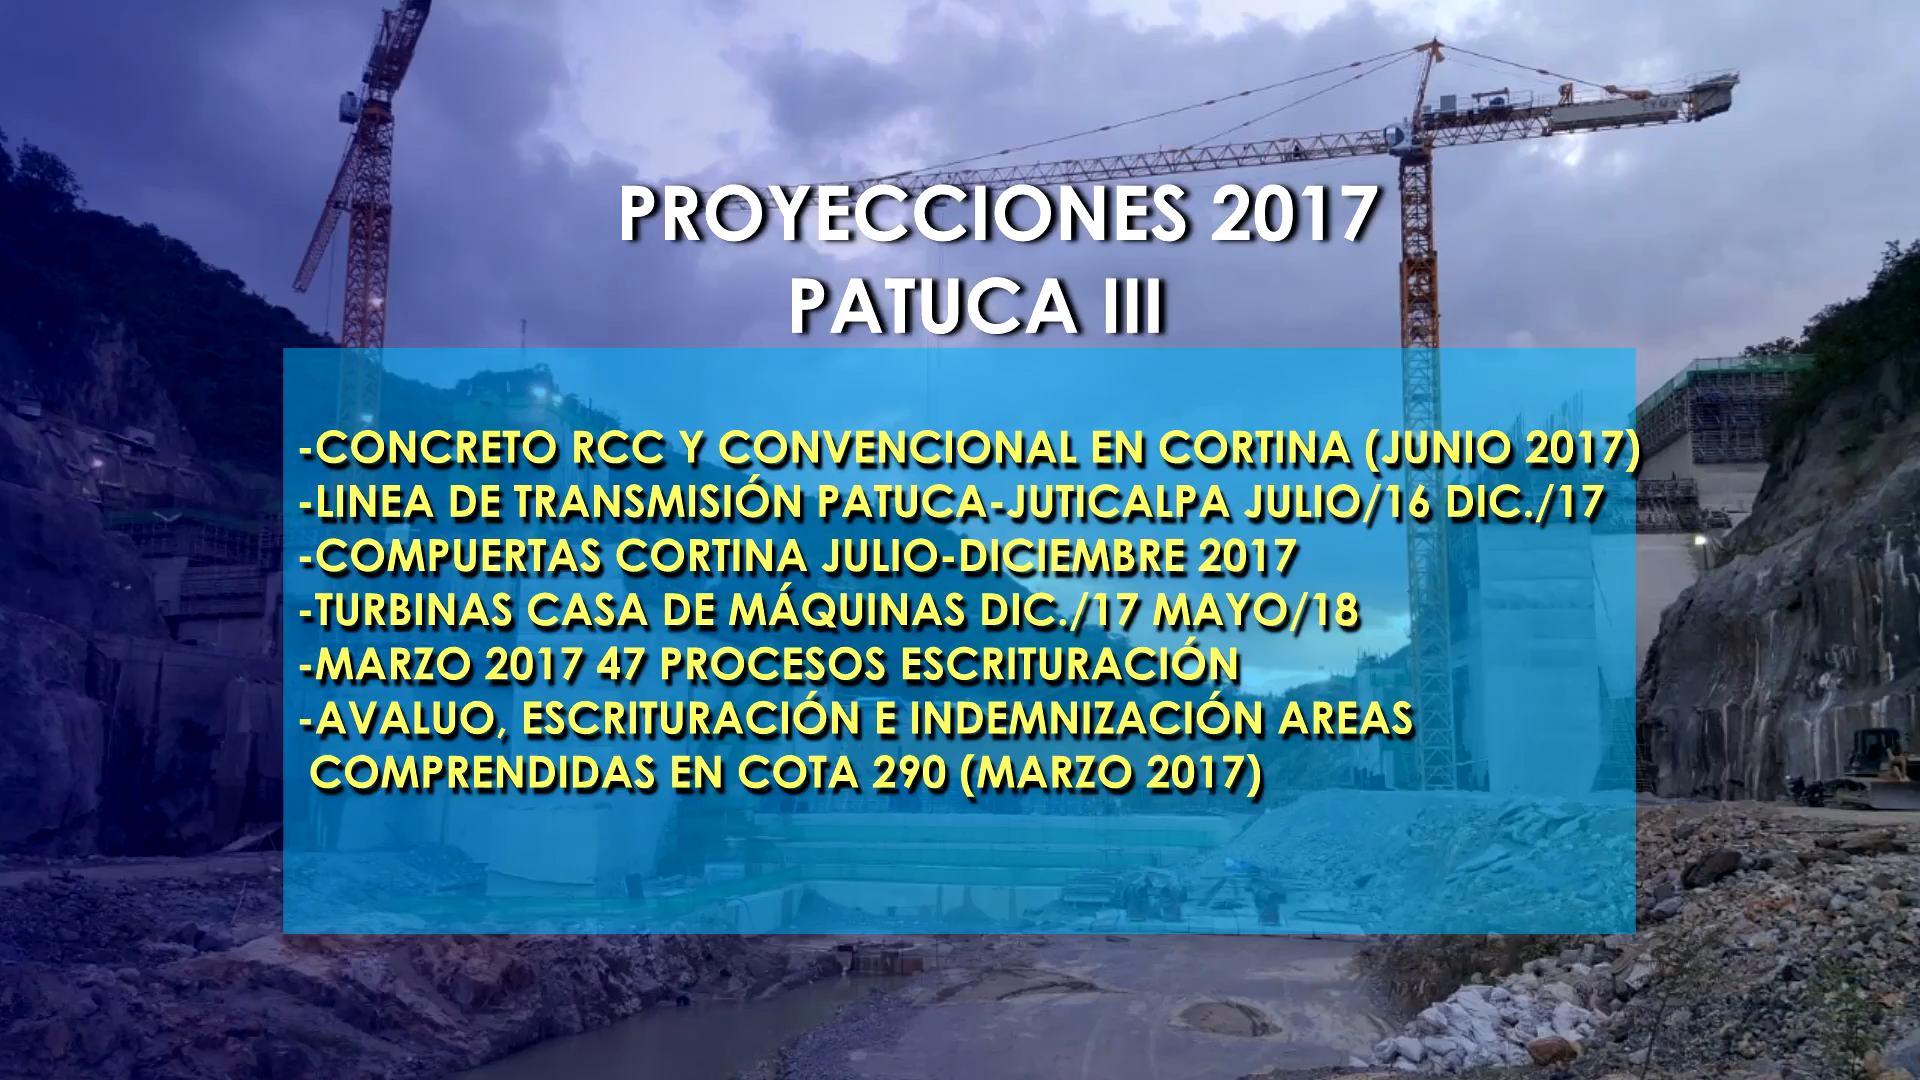 PROYECCIONES 2017
PATUCA III
-CONCRETO RCC Y CONVENCIONAL EN CORTINA (JUNIO 2017)
-LINEA DE TRANSMISIÓN PATUCA-JUTICALPA JULIO/16 DIC./17
-COMPUERTAS CORTINA JULIO-DICIEMBRE 2017
-TURBINAS CASA DE MÁQUINAS DIC./17 MAYO/18
-MARZO 2017 47 PROCESOS ESCRITURACIÓN
-AVALUO, ESCRITURACIÓN E INDEMNIZACIÓN AREAS
COMPRENDIDAS EN COTA 290 (MARZO 2017)